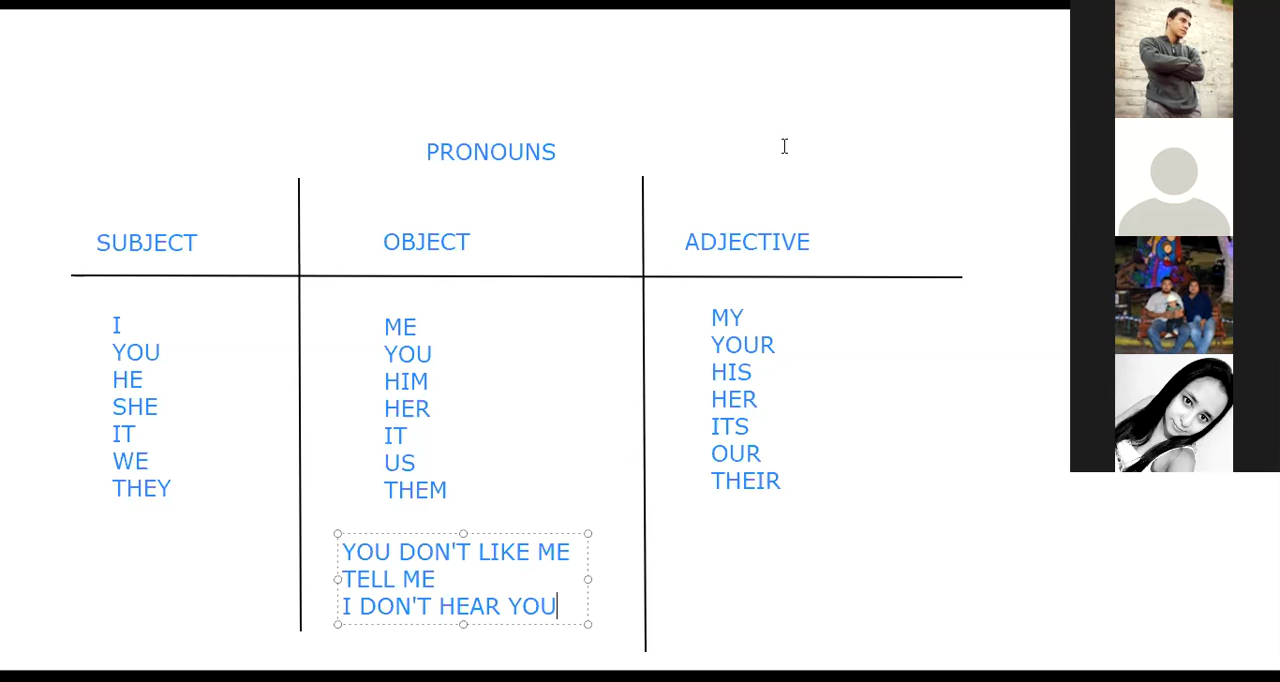 PRONOUNS
SUBJECT
OBJECT
ADJECTIVE
I
YOU
HE
SHE
IT
WE
THEY
ME
YOU
HIM
HER
IT
US
THEM
YOU DON'T LIKE ME
TELL ME
I DON'T HEAR YOU
MY
YOUR
HIS
HER
ITS
OUR
THEIR